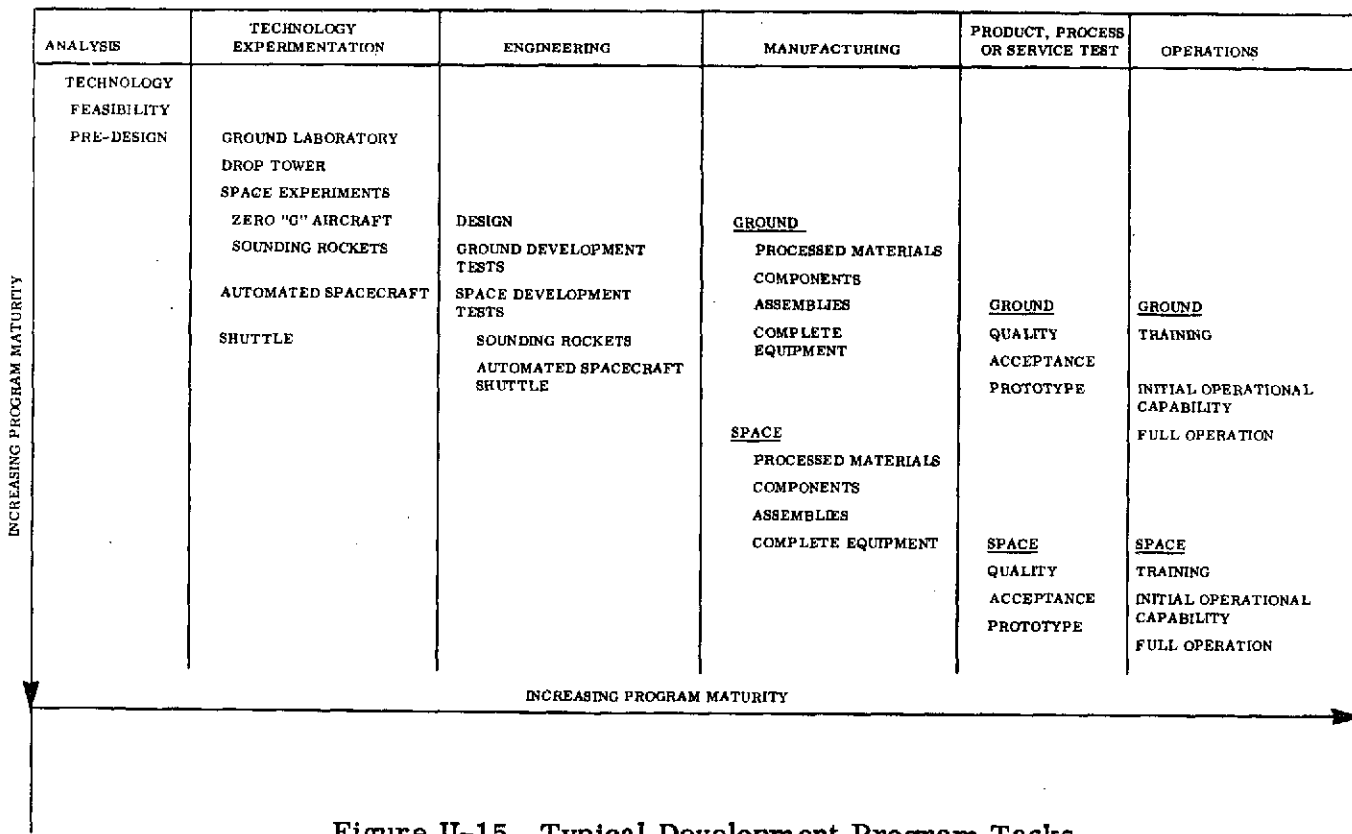 ANALYSIS
TECHNOLOGY
EXPERIMENTATION
ENGINEERING
MANUFACTURING
PRODUCT, PROCESS
OR SERVICE TEST
OPERATIONS
TECHNOLOGY
FEASIBILITY
PRE-DESIGN
GROUND LABORATORY
DROP TOWER
SPACE EXPERIMENTS
ZERO "G" AIRCRAFT
SOUNDING ROCKETS
AUTOMATED SPACECRAFT
SHUTTLE
DESIGN
GROUND DEVELOPMENT
TESTS
SPACE DEVELOPMENT
TESTS
SOUNDING ROCKETS
AUTOMATED SPACECRAFT
SHUTTLE
GROUND
PROCESSED MATERIALS
COMPONENTS
ASSEMBLIES
COMPLETE
EQUIPMENT
SPACE
PROCESSED MATERIALS
COMPONENTS
ASSEMBLIES
COMPLETE EQUIPMENT
GROUND
QUALITY
ACCEPTANCE
PROTOTYPE
SPACE
QUALITY
ACCEPTANCE
PROTOTYPE
GROUND
TRAINING
INITIAL OPERATIONAL
CAPABILITY
FULL OPERATION
SPACE
TRAINING
INITIAL OPERATIONAL
CAPABILITY
FULL OPERATION
INCREASING PROGRAM MATURITY
INCREASING PROGRAM MATURITY
Figure II-15 Typical Development Program Tasks